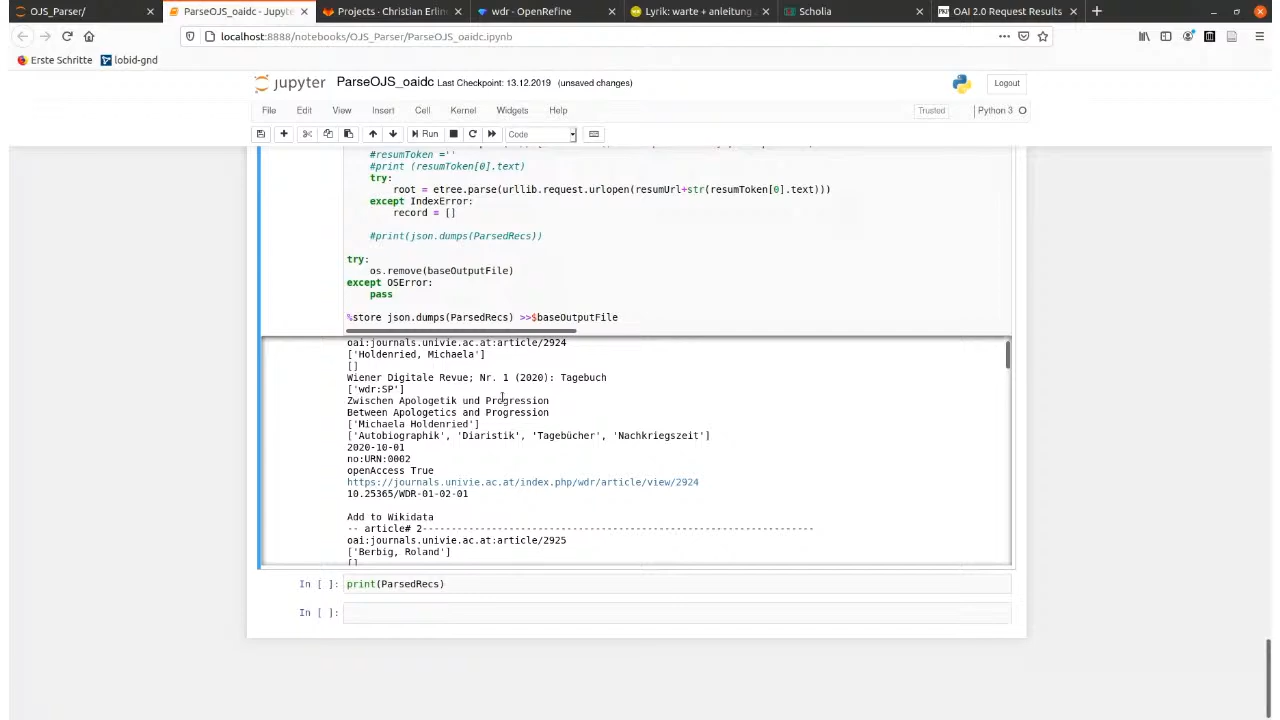 OJS_Parser/
ParseOJS_oaidc - Jupyte
Projects - Christian Erlin
wdr - OpenRefine
Lyrik: warte + anleitung
Scholia
OAI 2.0 Request Results
localhost:8888/notebooks/OJS_Parser/ParseOJS_oaidc.ipynb
Erste Schritte
lobid-gnd
jupyter
ParseOJS_oaidc Last Checkpoint: 13.12.2019 (unsaved changes)
Logout
File Edit View Insert Cell Kernel Widgets Help
Trusted
Python 3
Run
Code
#resumToken =''
#print (resumToken[0].text)
try:
root = etree.parse(urllib.request.urlopen(resumUrl+str(resumToken[0].text)))
except IndexError:
record = []
#print(json.dumps(ParsedRecs))
try:
os.remove(baseOutputFile)
except OSError:
pass
%store json.dumps(ParsedRecs) >>$baseOutputFile
oai:journals.univie.ac.at:article/2924
['Holdenried, Michaela']
[]
Wiener Digitale Revue; Nr. 1 (2020): Tagebuch
['wdr:SP']
Zwischen Apologetik und Progression
Between Apologetics and Progression
['Michaela Holdenried']
['Autobiographik', 'Diaristik', 'Tagebücher', 'Nachkriegszeit']
2020-10-01
no:URN:0002
openAccess True
https://journals.univie.ac.at/index.php/wdr/article/view/2924
10.25365/WDR-01-02-01
Add to Wikidata
-- article# 2--------------------------------------------------------------------
oai:journals.univie.ac.at:article/2925
['Berbig, Roland']
[]
In [ ]: print(ParsedRecs)
In [ ]: